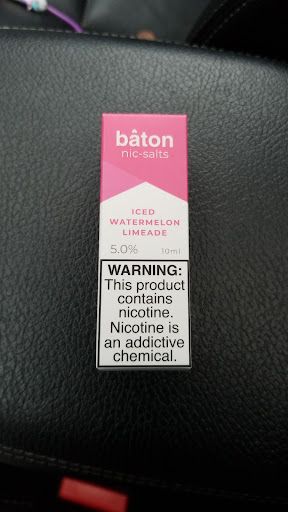 bâton
nic-salts
ICED
WATERMELON
LIMEADE
5.0% 10ml
WARNING:
This product
contains
nicotine.
Nicotine is
an addictive
chemical.